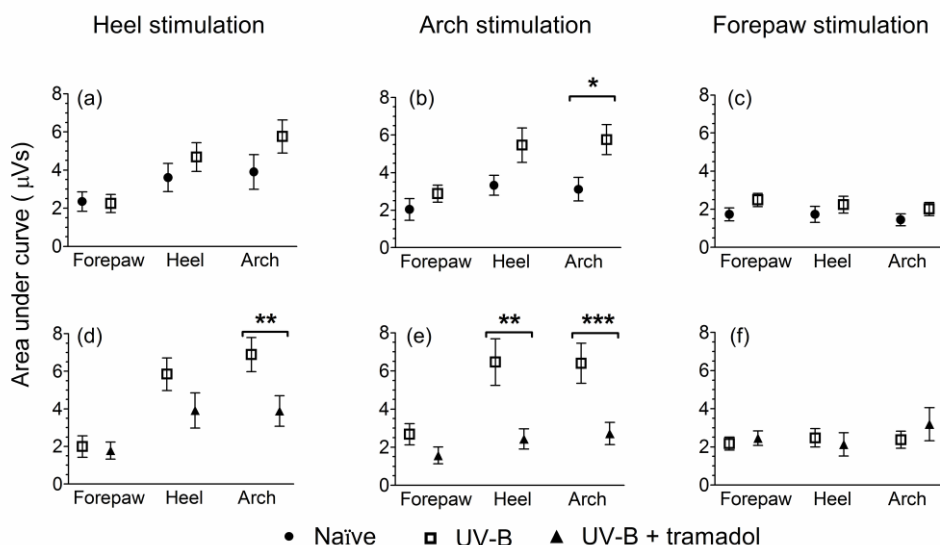 Heel stimulation Arch stimulation Forepaw stimulation
Area under curve ( μVs)
(a) (b) (c)
*
8 8 8
6 6 6
4 4 4
2 2 2
0 0 0
Forepaw Heel Arch Forepaw Heel Arch Forepaw Heel Arch
(d) (e) (f)
** ** ***
8 8 8
6 6 6
4 4 4
2 2 2
0 0 0
Forepaw Heel Arch Forepaw Heel Arch Forepaw Heel Arch
Naïve UV-B UV-B + tramadol